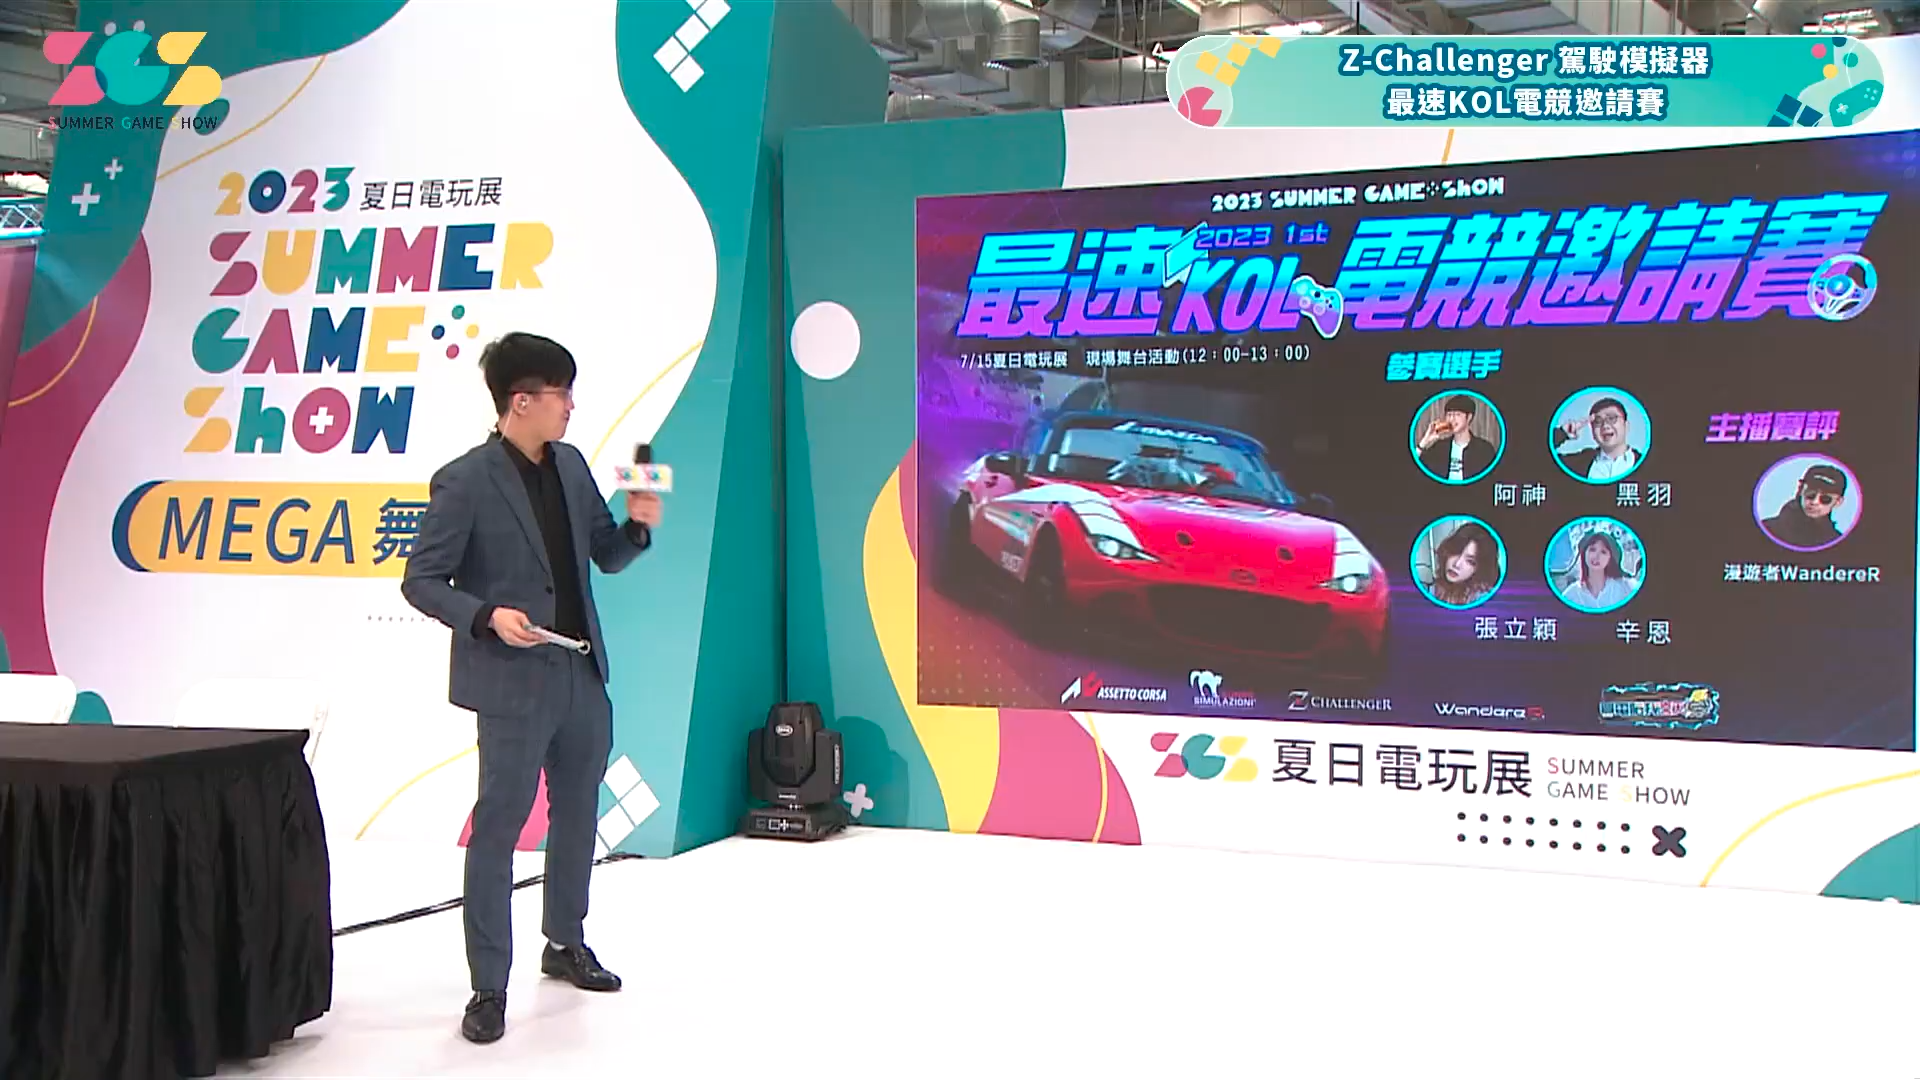 SUMMER GAME SHOW
Z-Challenger 駕駛模擬器
最速KOL電競邀請賽
2023 夏日電玩展
SUMMER
GAME
ShOW
MEGA 舞
2023 SUMMER GAME ShOW
2023 1st
最速KOL電競邀請賽
7/15夏日電玩展 現場舞台活動(12：00-13：00)
參賽選手
阿神
黑羽
張立穎
辛恩
主播賽評
漫遊者WandereR
MAZDA
ASSETTO CORSA
KUNOS
SIMULAZIONI
Z CHALLENGER
WandereR
夏日電玩展
SUMMER
GAME SHOW